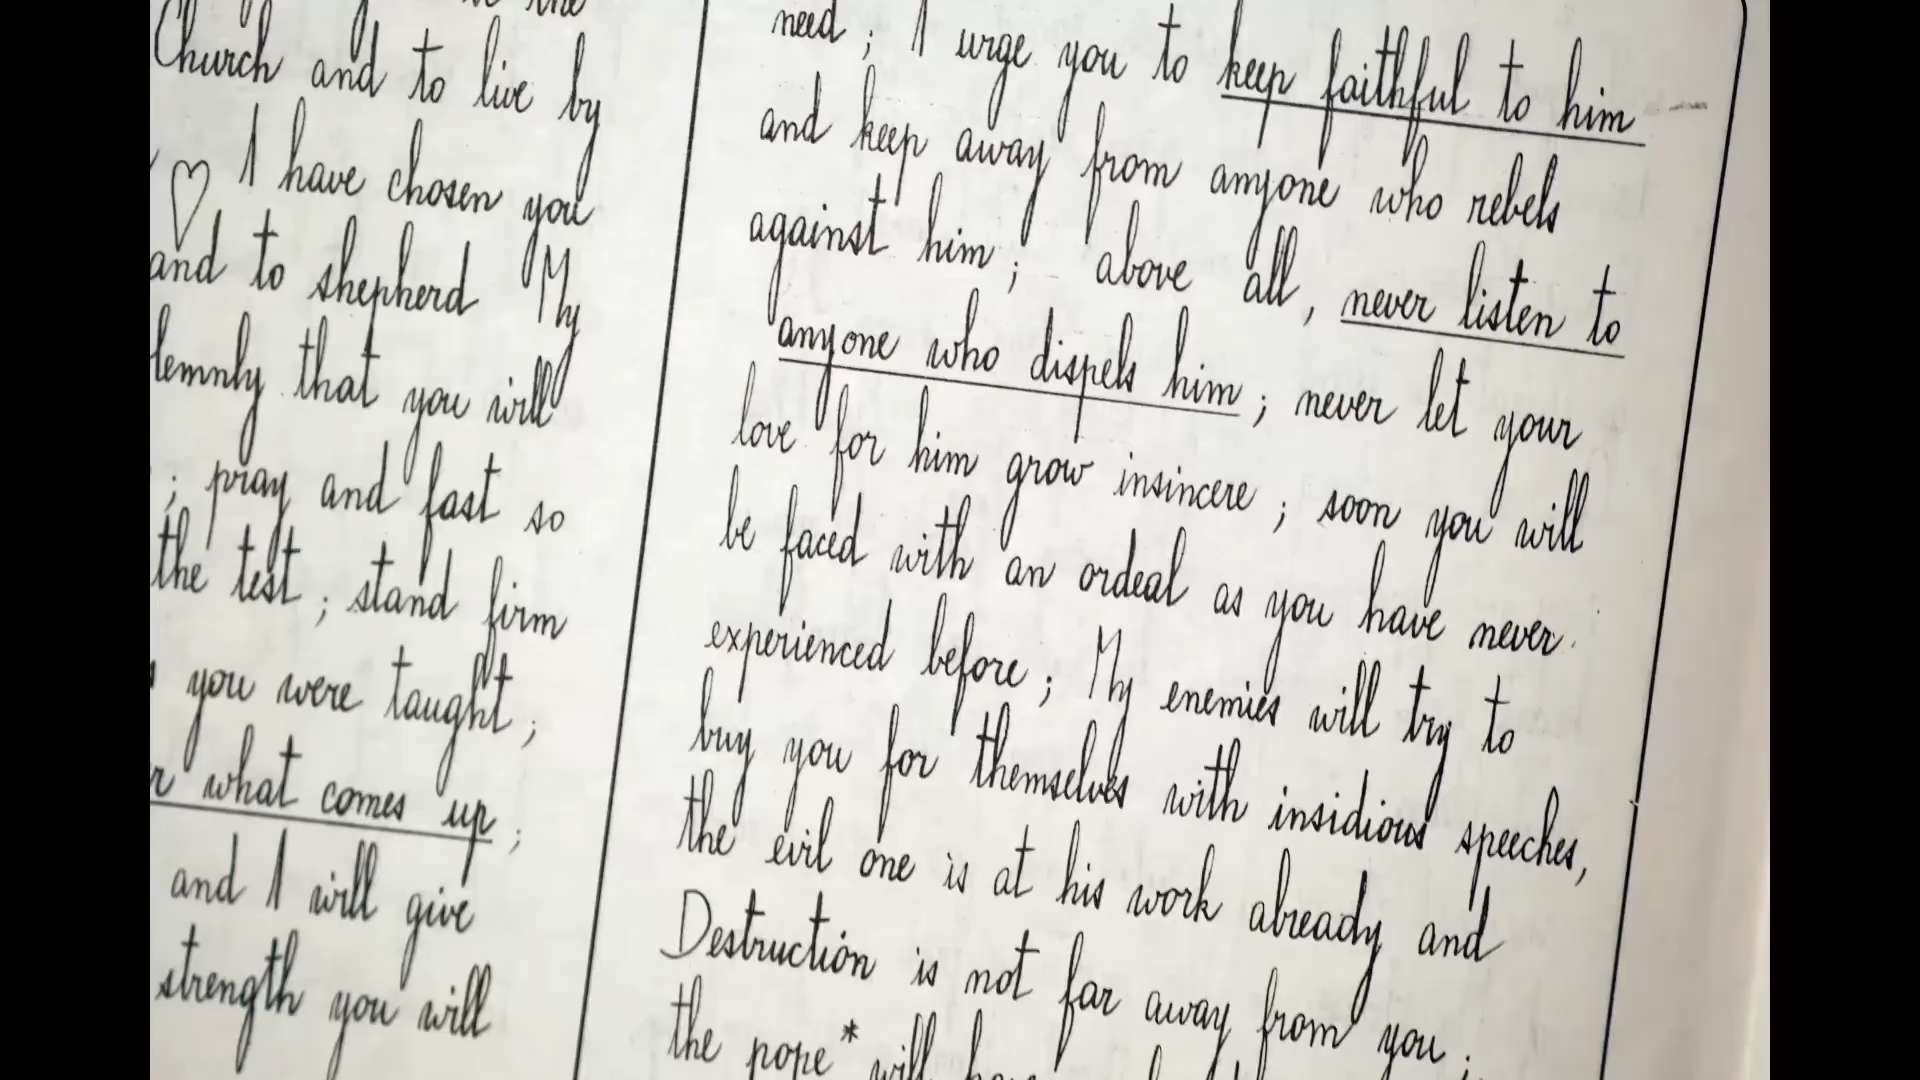 Church and to live by
I have chosen you
and to shepherd My
lemnly that you will
; pray and fast so
the test ; stand firm
you were taught ;
what comes up ;
and I will give
strength you will
need ; I urge you to keep faithful to him
and keep away from anyone who rebels
against him ; above all, never listen to
anyone who dispels him ; never let your
love for him grow insincere ; soon you will
be faced with an ordeal as you have never
experienced before ; My enemies will try to
buy you for themselves with insidious speeches,
the evil one is at his work already and
Destruction is not far away from you ;
the pope* will have